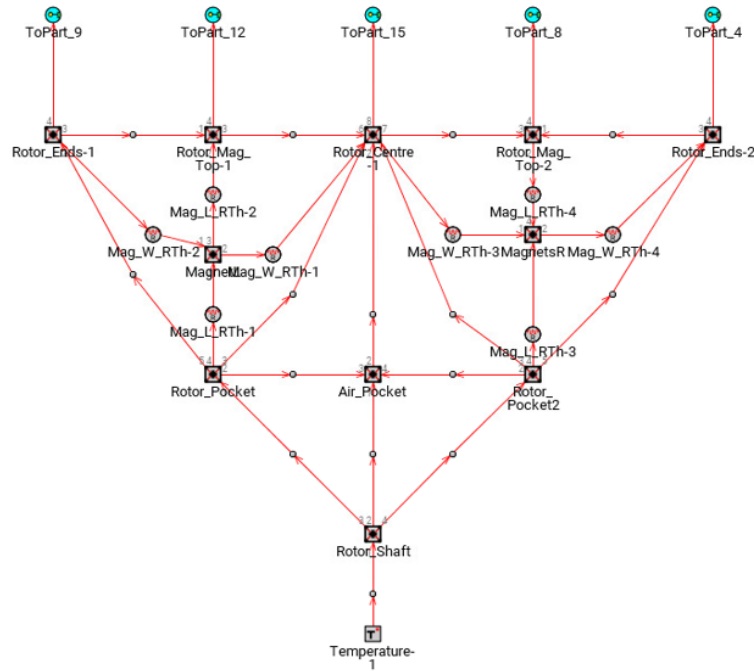 ToPart_9 ToPart_12 ToPart_15 ToPart_8 ToPart_4
Rotor_Ends-1 Rotor_Mag_ Rotor_Centre Rotor_Mag_ Rotor_Ends-2
Top-1 -1 Top-2
Mag_L_RTh-2 Mag_L_RTh-4
Mag_W_RTh-2 MagnetL Mag_W_RTh-1 Mag_W_RTh-3 MagnetsR Mag_W_RTh-4
Mag_L_RTh-1 Mag_L_RTh-3
Rotor_Pocket Air_Pocket Rotor_
Pocket2
Rotor_Shaft
T
Temperature-
1